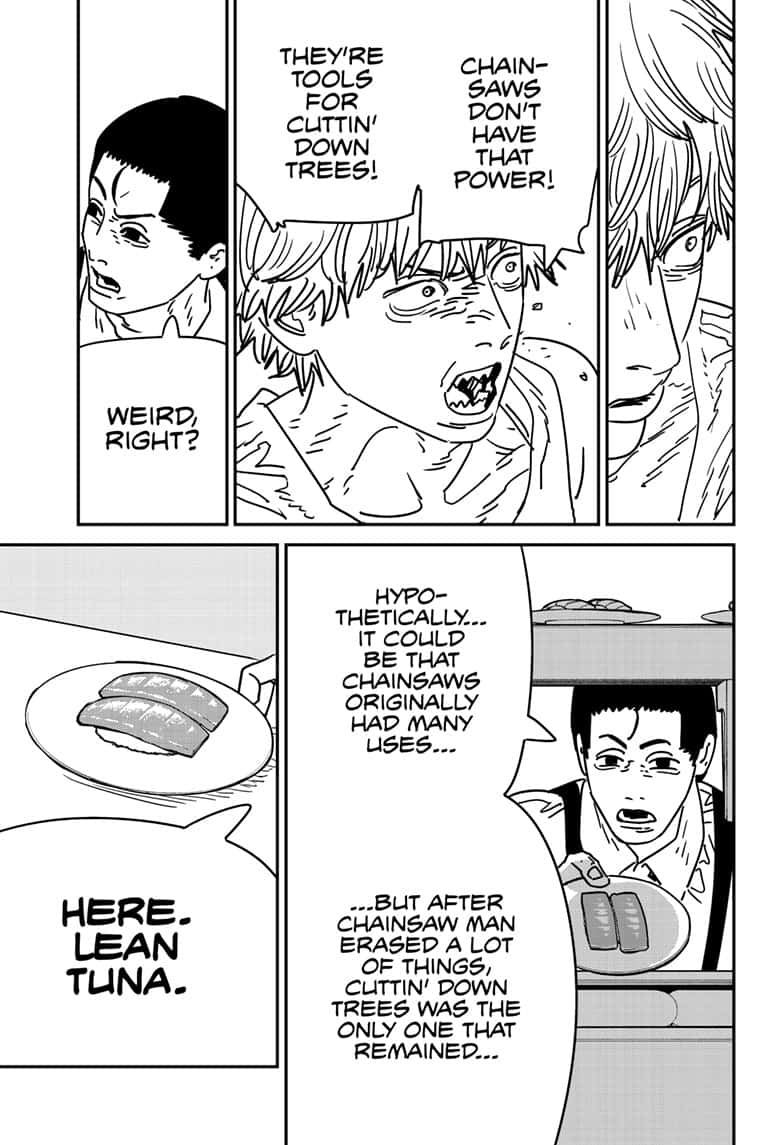 CHAIN-
SAWS
DON'T
HAVE
THAT
POWER!
THEY'RE
TOOLS
FOR
CUTTIN'
DOWN
TREES!
WEIRD,
RIGHT?
HYPO-
THETICALLY...
IT COULD
BE THAT
CHAINSAWS
ORIGINALLY
HAD MANY
USES...
...BUT AFTER
CHAINSAW MAN
ERASED A LOT
OF THINGS,
CUTTIN' DOWN
TREES WAS THE
ONLY ONE THAT
REMAINED...
HERE.
LEAN
TUNA.